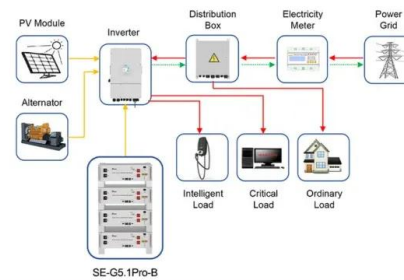 PV Module
Inverter
Distribution
Box
Electricity
Meter
Power
Grid
Alternator
Intelligent
Load
Critical
Load
Ordinary
Load
SE-G5.1Pro-B